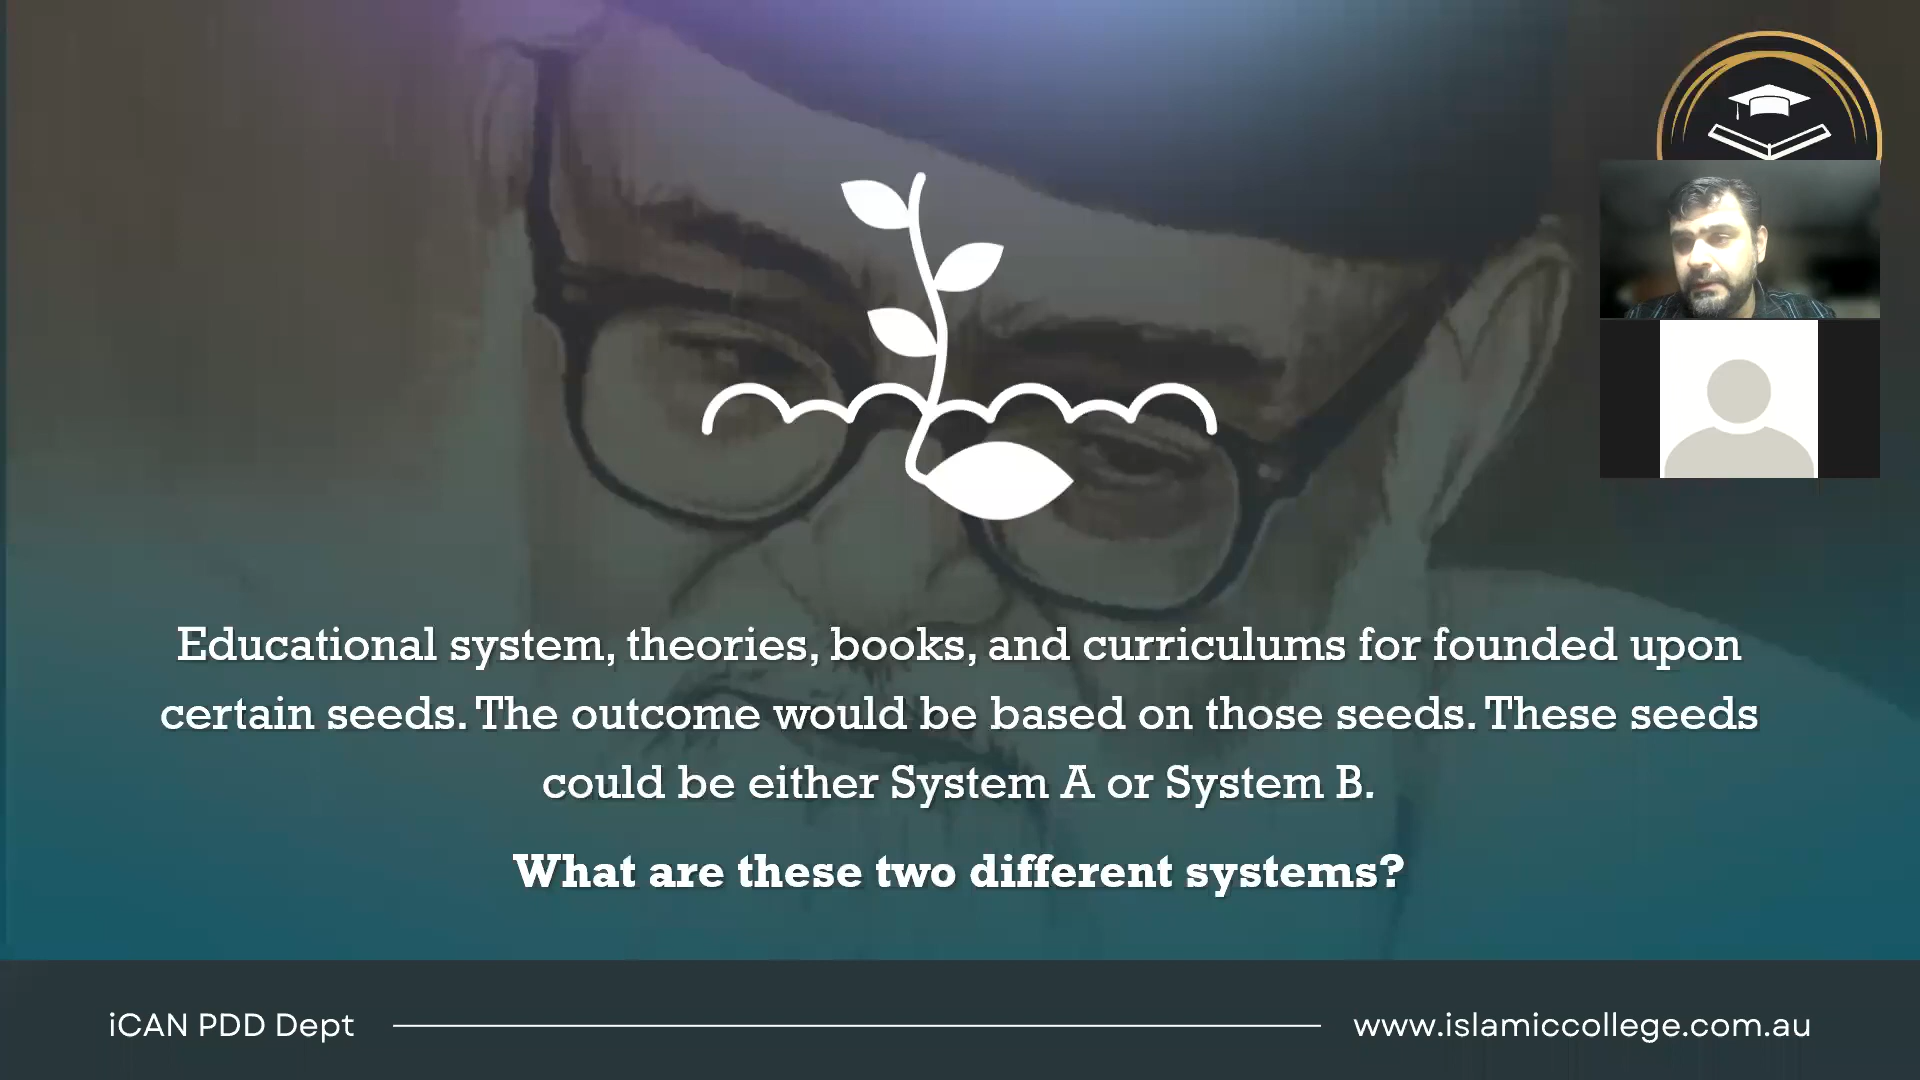 Educational system, theories, books, and curriculums for founded upon
certain seeds. The outcome would be based on those seeds. These seeds
could be either System A or System B.
What are these two different systems?
iCAN PDD Dept
www.islamiccollege.com.au